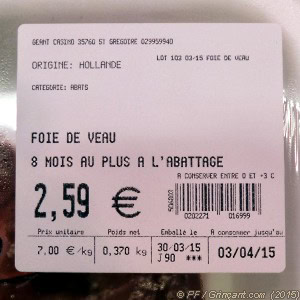 GEANT CASINO 35760 ST GREGOIRE 029959940
LOT 103 03-15 FOIE DE VEAU
ORIGINE: HOLLANDE
CATEGORIE: ABATS
FOIE DE VEAU
8 MOIS AU PLUS A L'ABATTAGE
A CONSERVER ENTRE 0 ET +3 C
2,59 €
0202271 016999
Prix unitaire Poids net Emballé le A consommer jusqu'au
7,00 €/kg 0,370 kg 30/03/15 03/04/15
J90 ***
© PF / Grincant.com (2015)